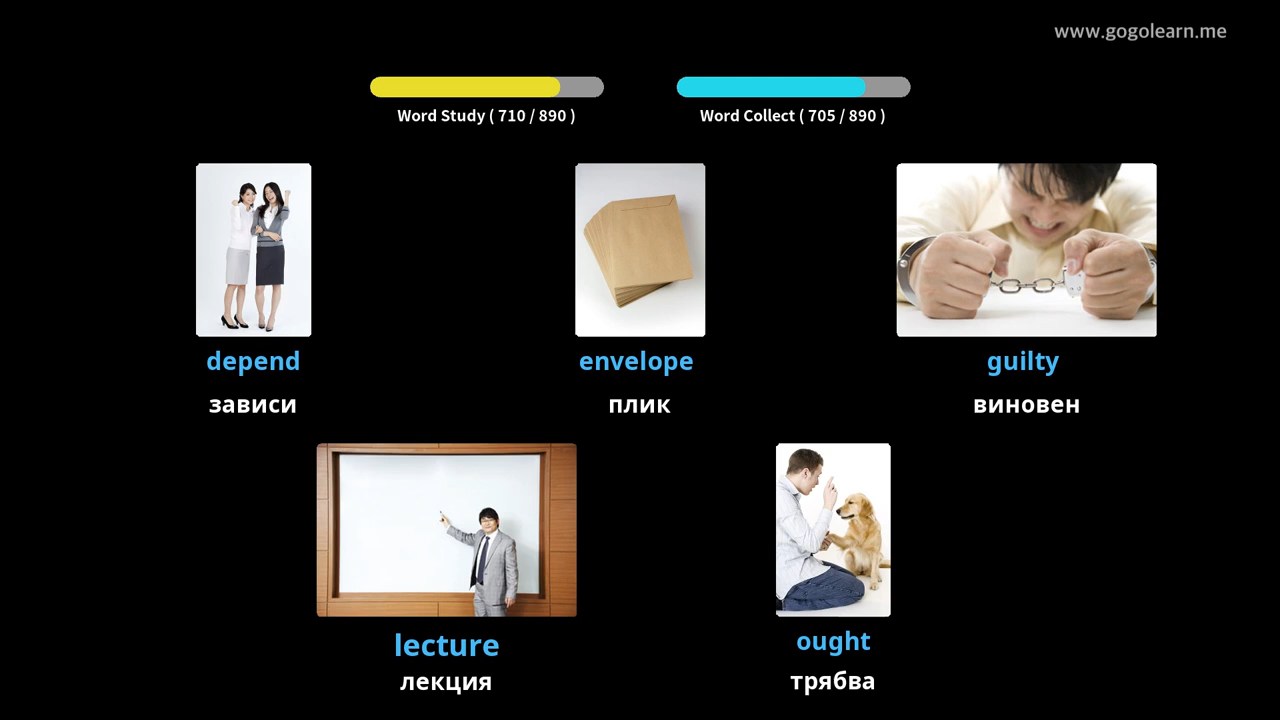 www.gogolearn.me
Word Study ( 710 / 890 )
Word Collect ( 705 / 890 )
depend
зависи
envelope
плик
guilty
виновен
lecture
лекция
ought
трябва